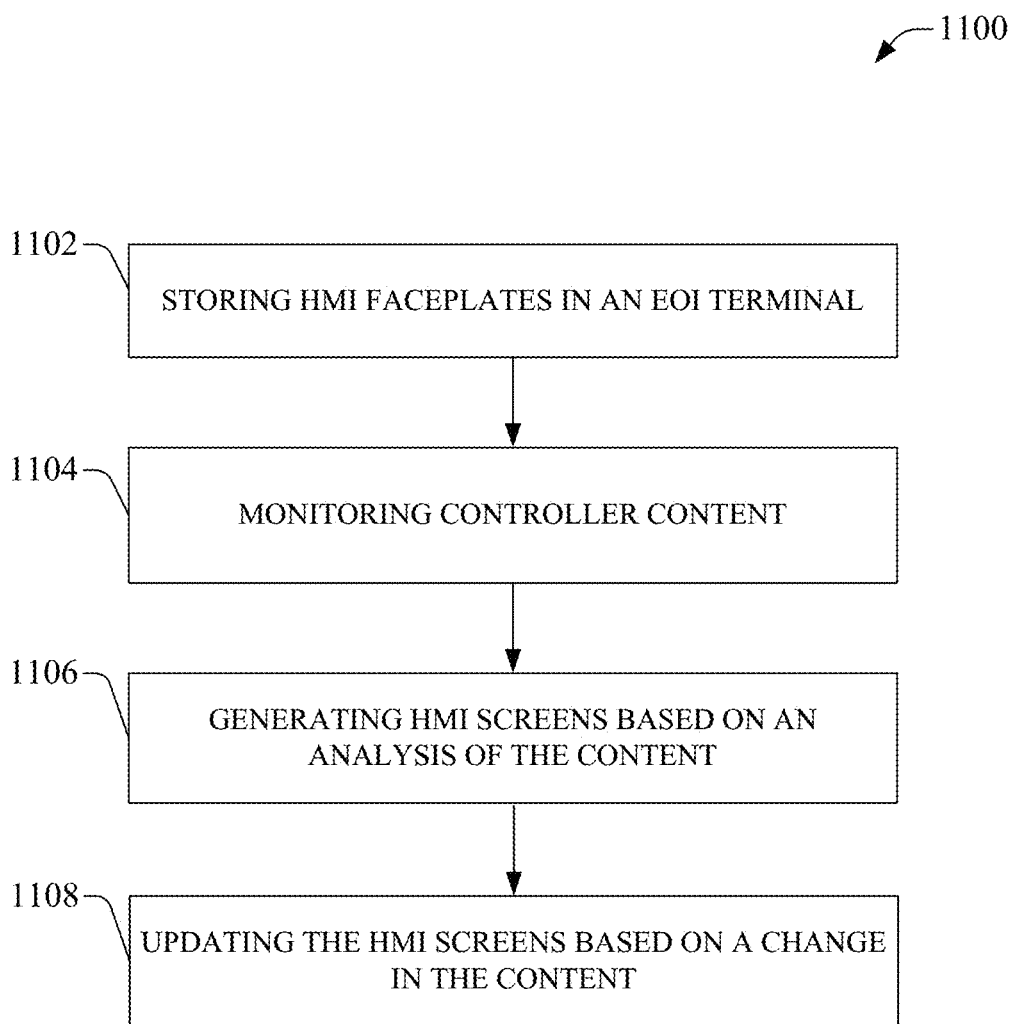 1100
1102
STORING HMI FACEPLATES IN AN EOI TERMINAL
1104
MONITORING CONTROLLER CONTENT
1106
GENERATING HMI SCREENS BASED ON AN
ANALYSIS OF THE CONTENT
1108
UPDATING THE HMI SCREENS BASED ON A CHANGE
IN THE CONTENT